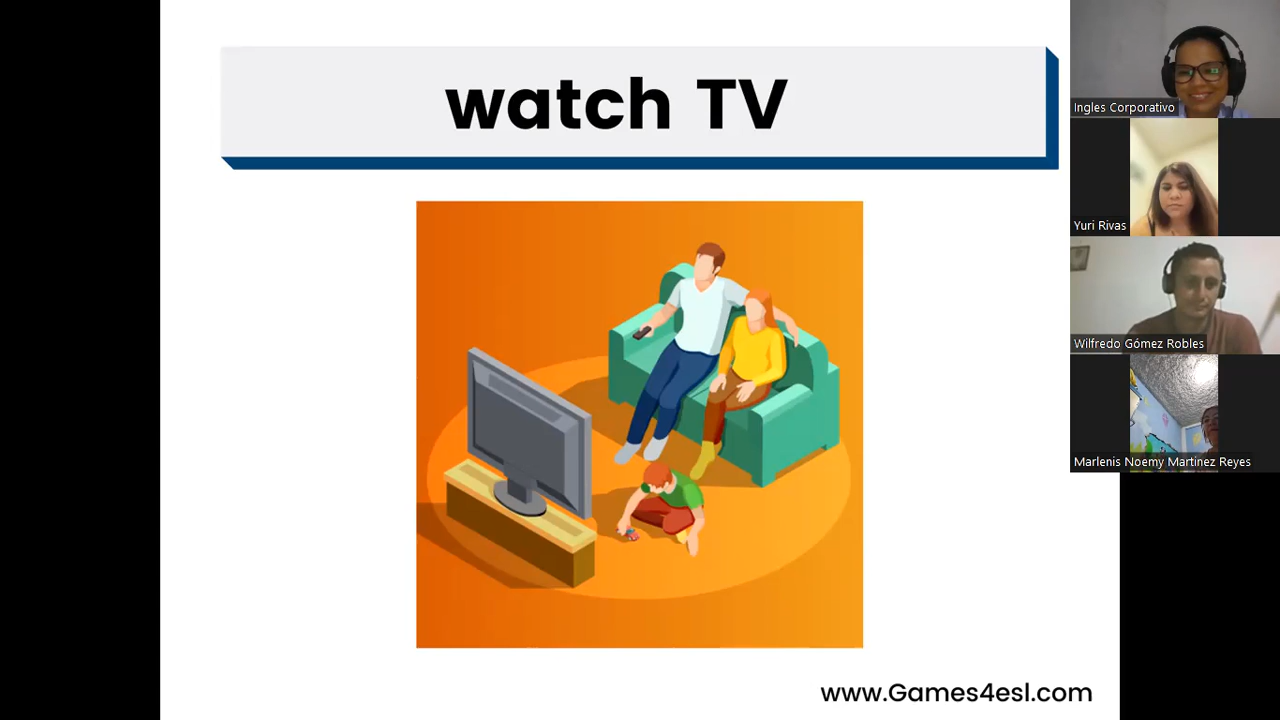 watch TV
Ingles Corporativo
Yuri Rivas
Wilfredo Gómez Robles
Marlenis Noemy Martinez Reyes
www.Games4esl.com